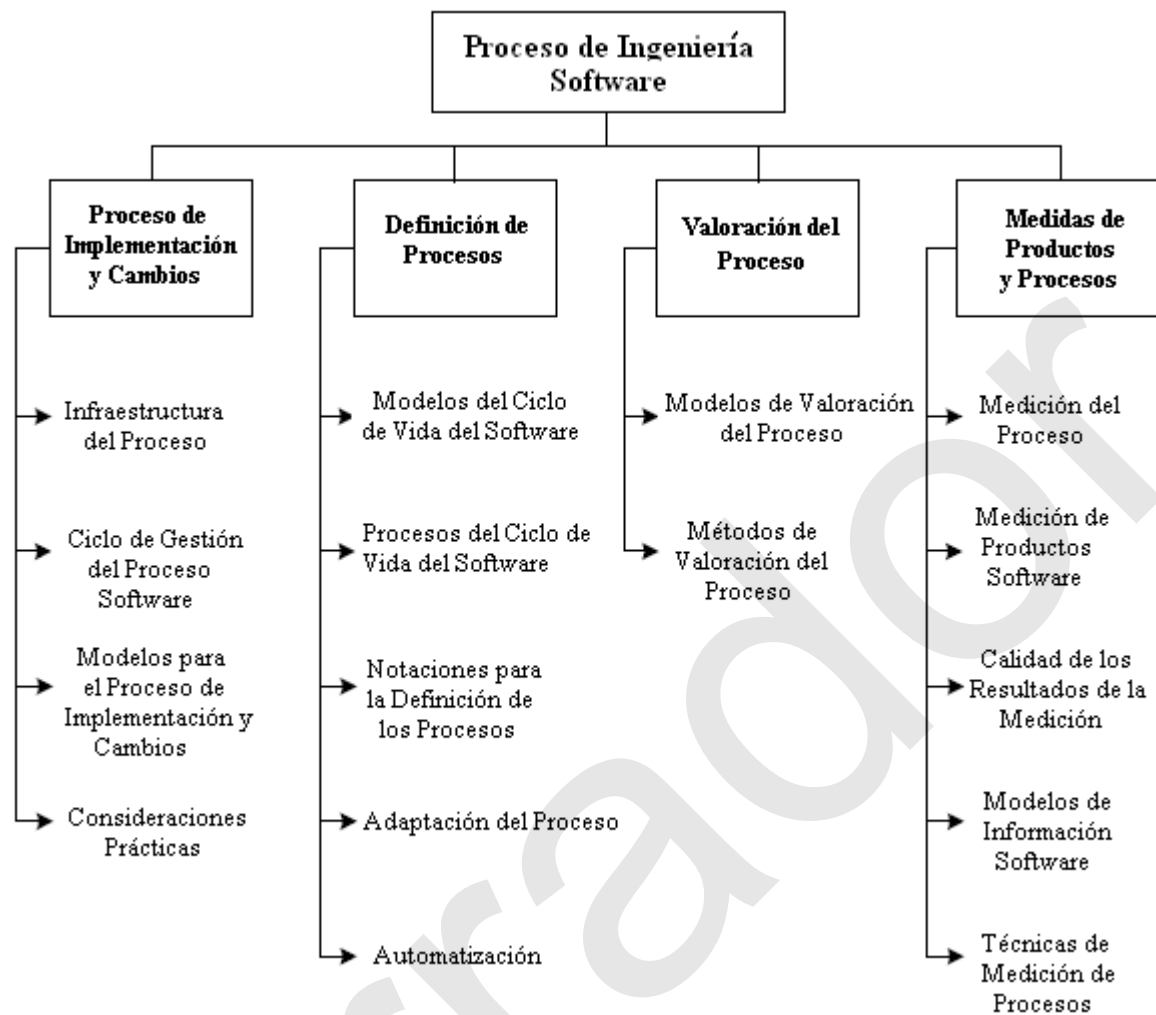 Proceso de Ingeniería
Software
Proceso de
Implementación
y Cambios
Infraestructura
del Proceso
Ciclo de Gestión
del Proceso
Software
Modelos para
el Proceso de
Implementación y
Cambios
Consideraciones
Prácticas
Definición de
Procesos
Modelos del Ciclo
de Vida del Software
Procesos del Ciclo de
Vida del Software
Notaciones para
la Definición de
los Procesos
Adaptación del Proceso
Automatización
Valoración del
Proceso
Modelos de Valoración
del Proceso
Métodos de
Valoración del
Proceso
Medidas de
Productos
y Procesos
Medición del
Proceso
Medición de
Productos
Software
Calidad de los
Resultados de la
Medición
Modelos de
Información
Software
Técnicas de
Medición de
Procesos
rador